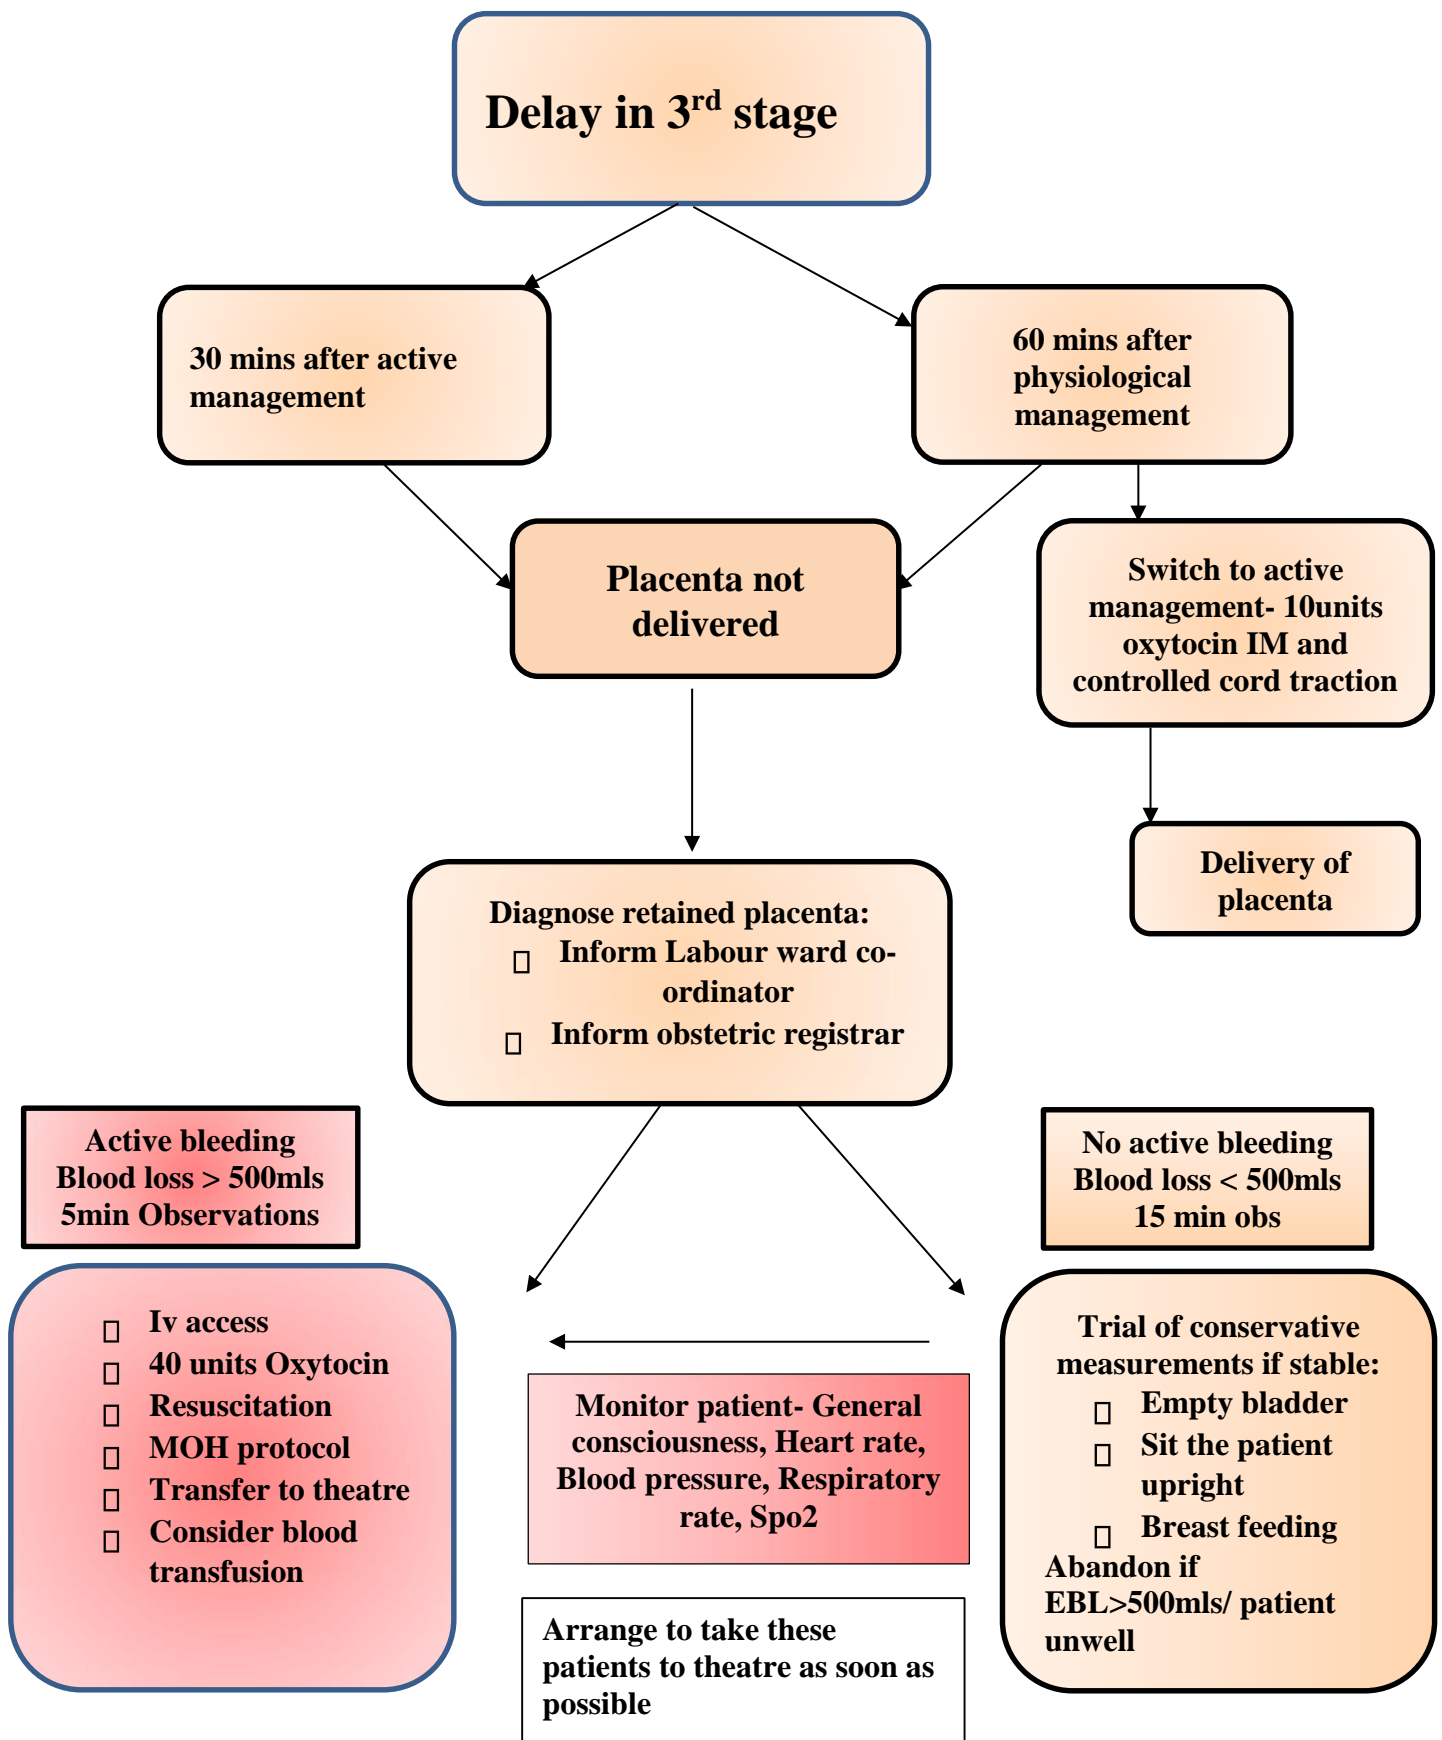 Delay in 3rd stage
30 mins after active
management
60 mins after
physiological
management
Placenta not
delivered
Switch to active
management- 10units
oxytocin IM and
controlled cord traction
Delivery of
placenta
Diagnose retained placenta:
Inform Labour ward co-
ordinator
Inform obstetric registrar
Active bleeding
Blood loss > 500mls
5min Observations
No active bleeding
Blood loss < 500mls
15 min obs
Iv access
40 units Oxytocin
Resuscitation
MOH protocol
Transfer to theatre
Consider blood
transfusion
Monitor patient- General
consciousness, Heart rate,
Blood pressure, Respiratory
rate, Spo2
Trial of conservative
measurements if stable:
Empty bladder
Sit the patient
upright
Breast feeding
Abandon if
EBL>500mls/ patient
unwell
Arrange to take these
patients to theatre as soon as
possible